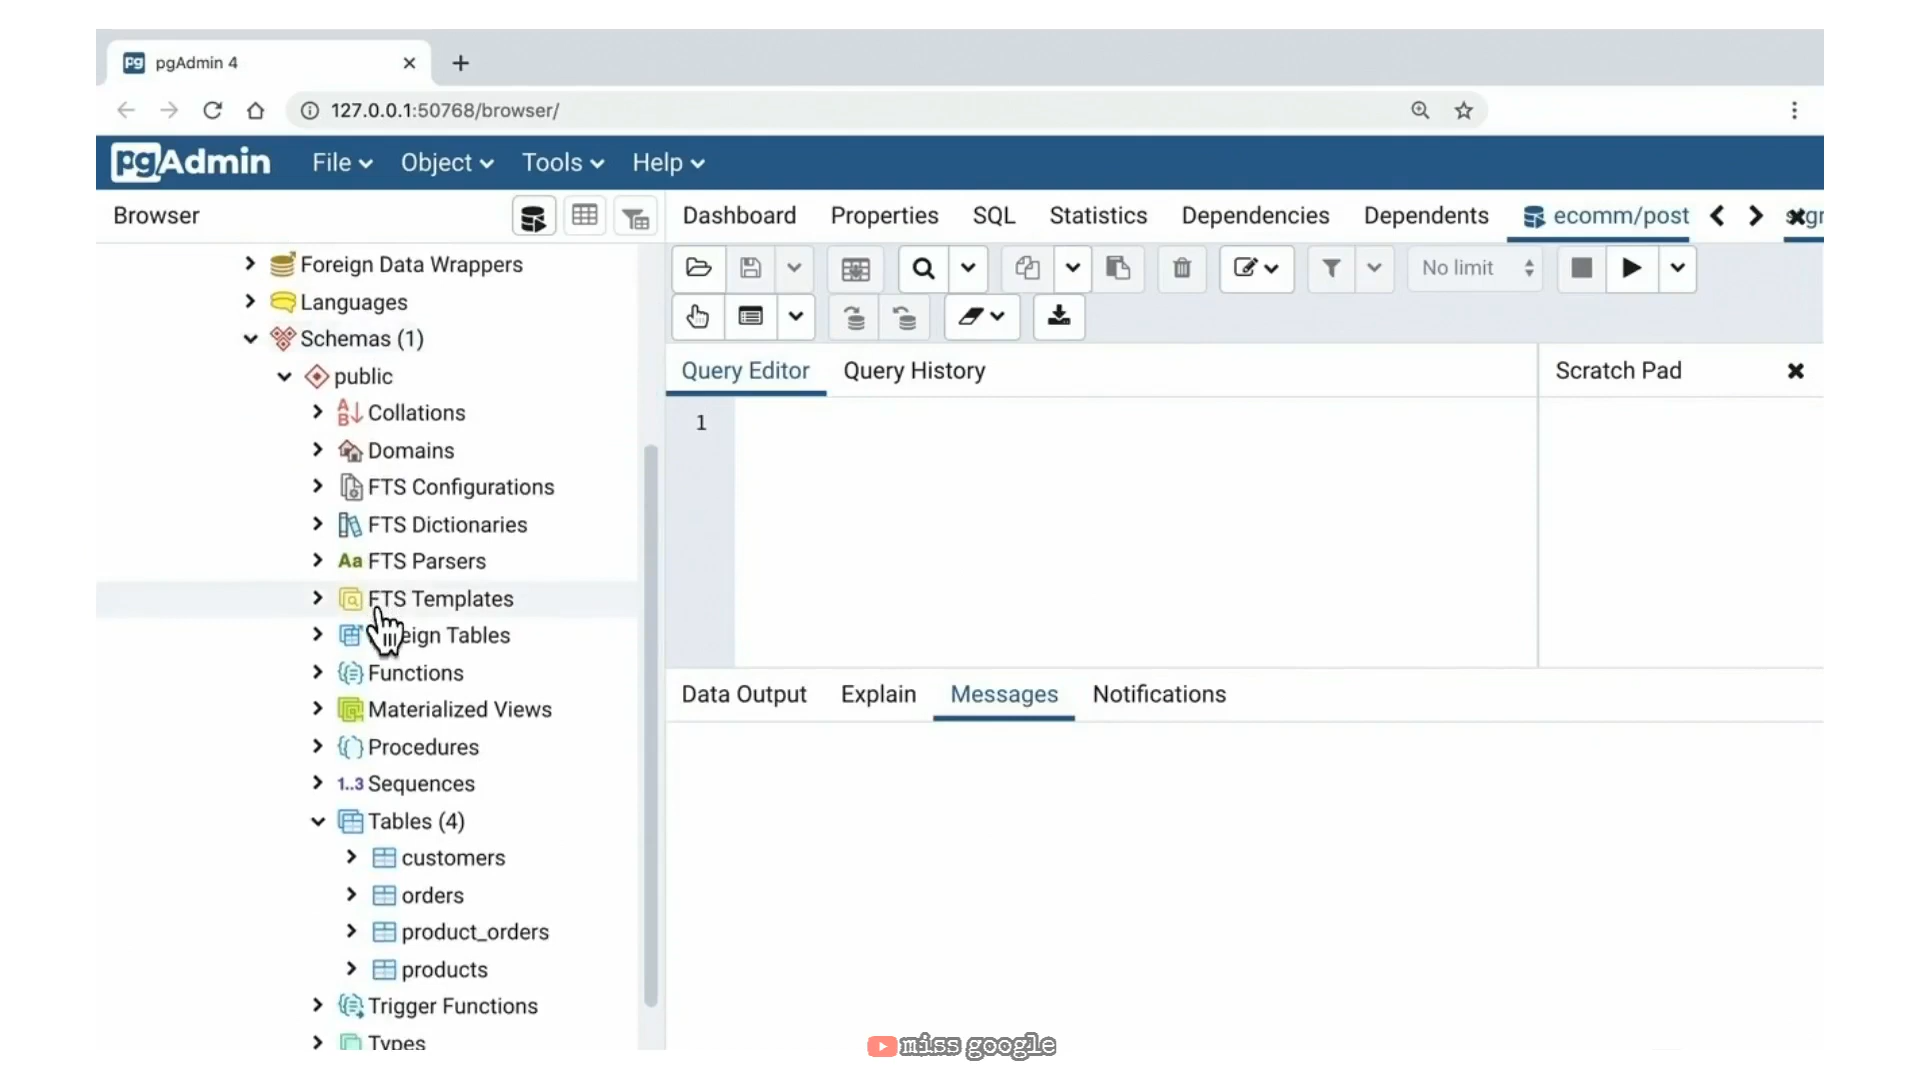 pgAdmin 4
127.0.0.1:50768/browser/
pgAdmin File Object Tools Help
Browser
Dashboard Properties SQL Statistics Dependencies Dependents ecomm/post
No limit
Foreign Data Wrappers
Languages
Schemas (1)
public
Collations
Domains
FTS Configurations
FTS Dictionaries
Aa FTS Parsers
FTS Templates
eign Tables
Functions
Materialized Views
Procedures
1..3 Sequences
Tables (4)
customers
orders
product_orders
products
Trigger Functions
Types
Query Editor Query History
Scratch Pad
1
Data Output Explain Messages Notifications
miss google